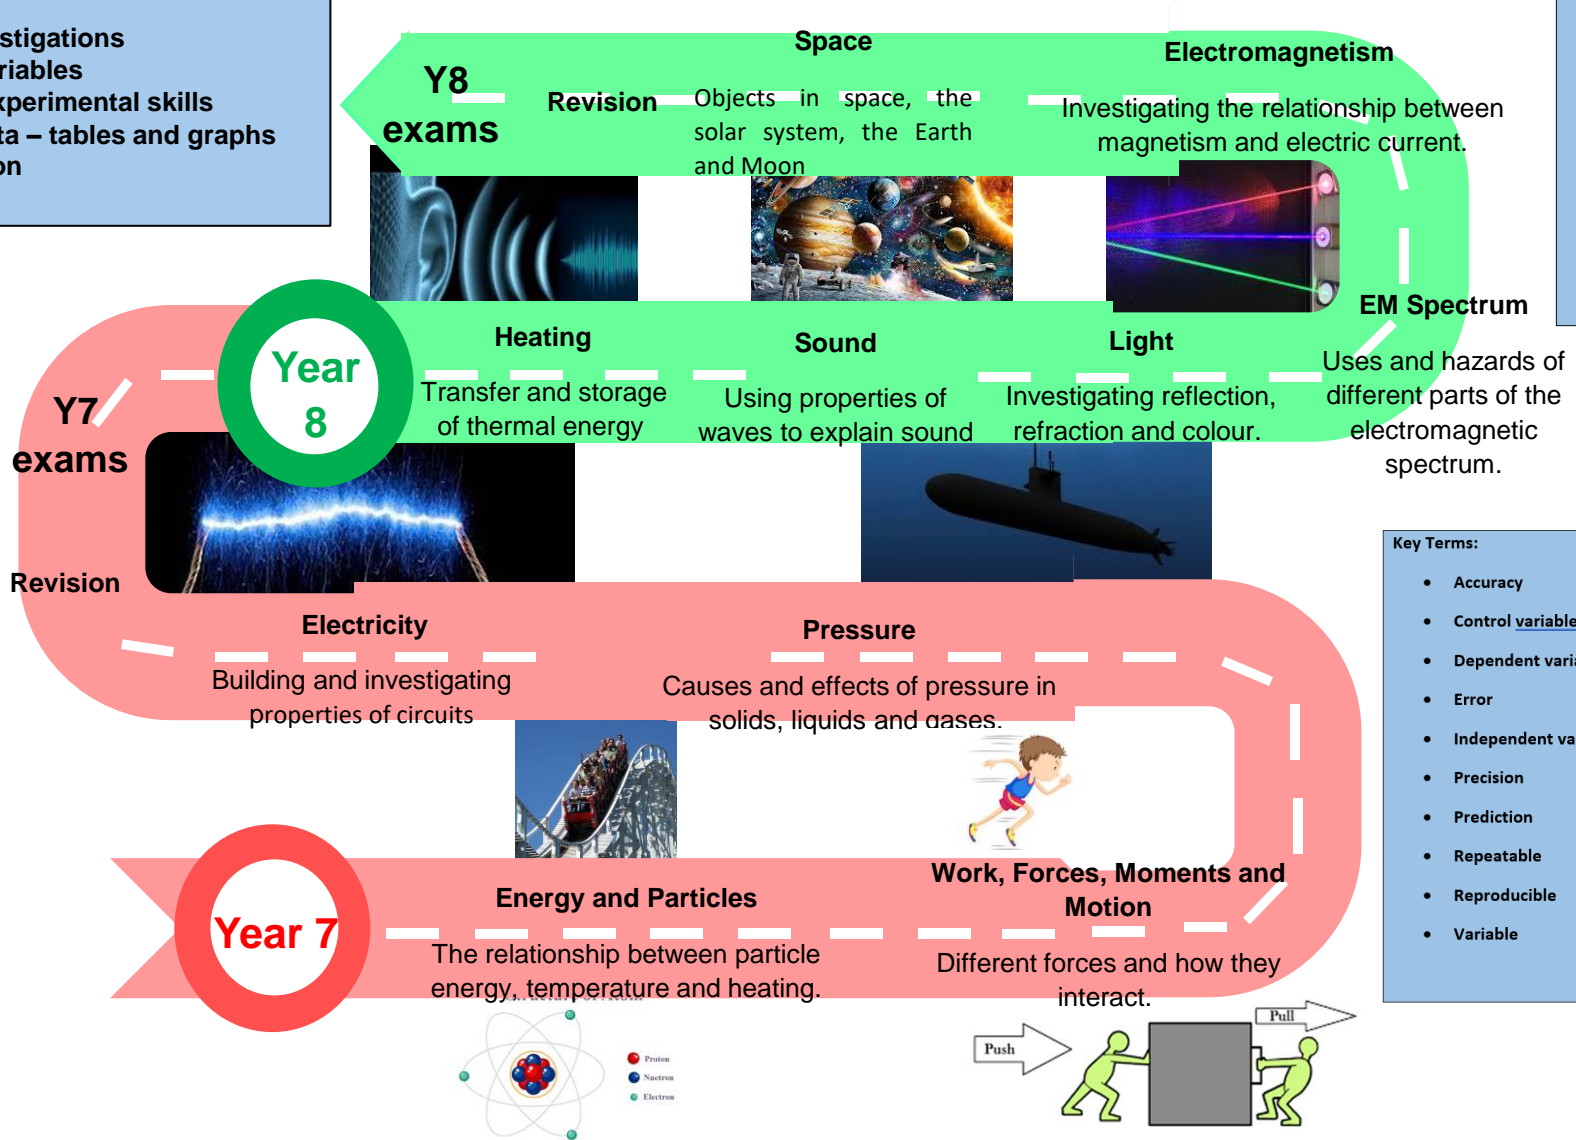 stigations
riables
xperimental skills
ta – tables and graphs
on
Y8
exams
Revision
Space
Objects in space, the
solar system, the Earth
and Moon
Electromagnetism
Investigating the relationship between
magnetism and electric current.
Year
8
Heating
Transfer and storage
of thermal energy
Sound
Using properties of
waves to explain sound
Light
Investigating reflection,
refraction and colour.
EM Spectrum
Uses and hazards of
different parts of the
electromagnetic
spectrum.
Y7
exams
Revision
Electricity
Building and investigating
properties of circuits
Pressure
Causes and effects of pressure in
solids, liquids and gases.
Key Terms:
• Accuracy
• Control variable
• Dependent varia
• Error
• Independent va
• Precision
• Prediction
• Repeatable
• Reproducible
• Variable
Year 7
Energy and Particles
The relationship between particle
energy, temperature and heating.
Work, Forces, Moments and
Motion
Different forces and how they
interact.
Structure of Atom
Proton
Nuetron
Electron
Push
Pull